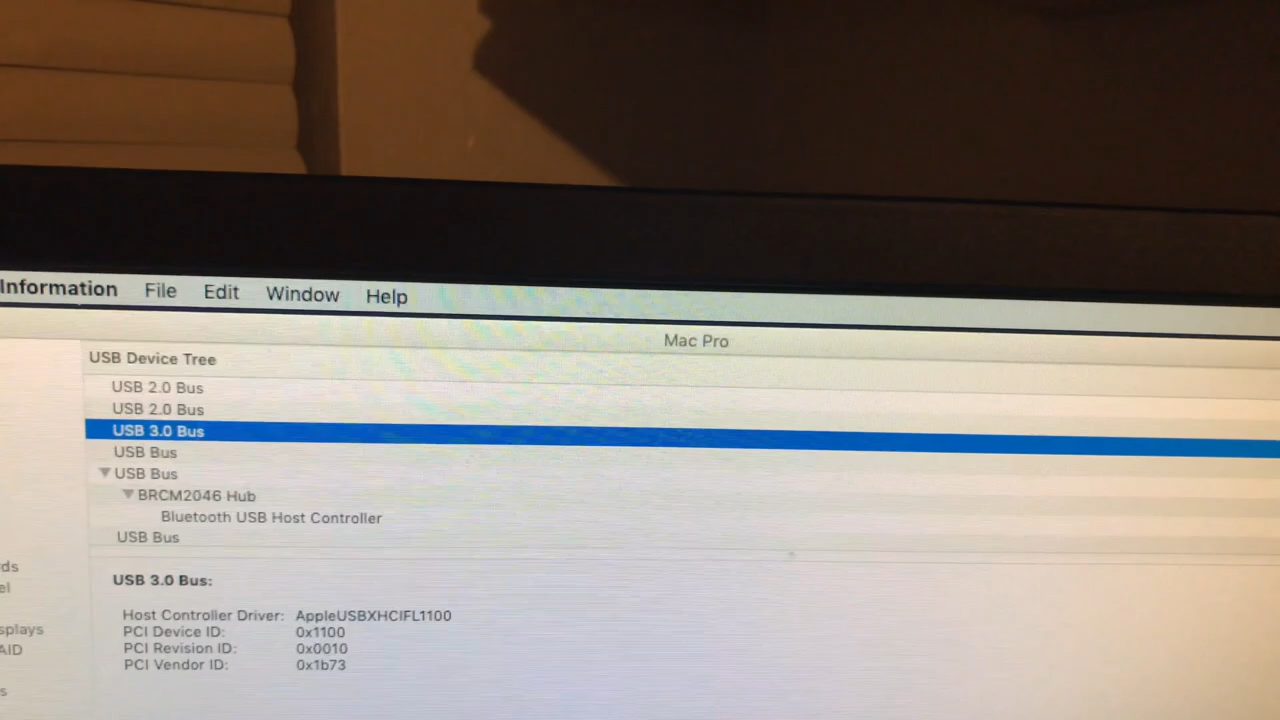 Information File Edit Window Help
Mac Pro
USB Device Tree
USB 2.0 Bus
USB 2.0 Bus
USB 3.0 Bus
USB Bus
USB Bus
BRCM2046 Hub
Bluetooth USB Host Controller
USB Bus
rds
el
splays
AID
s
USB 3.0 Bus:
Host Controller Driver: AppleUSBXHCIFL1100
PCI Device ID: 0x1100
PCI Revision ID: 0x0010
PCI Vendor ID: 0x1b73